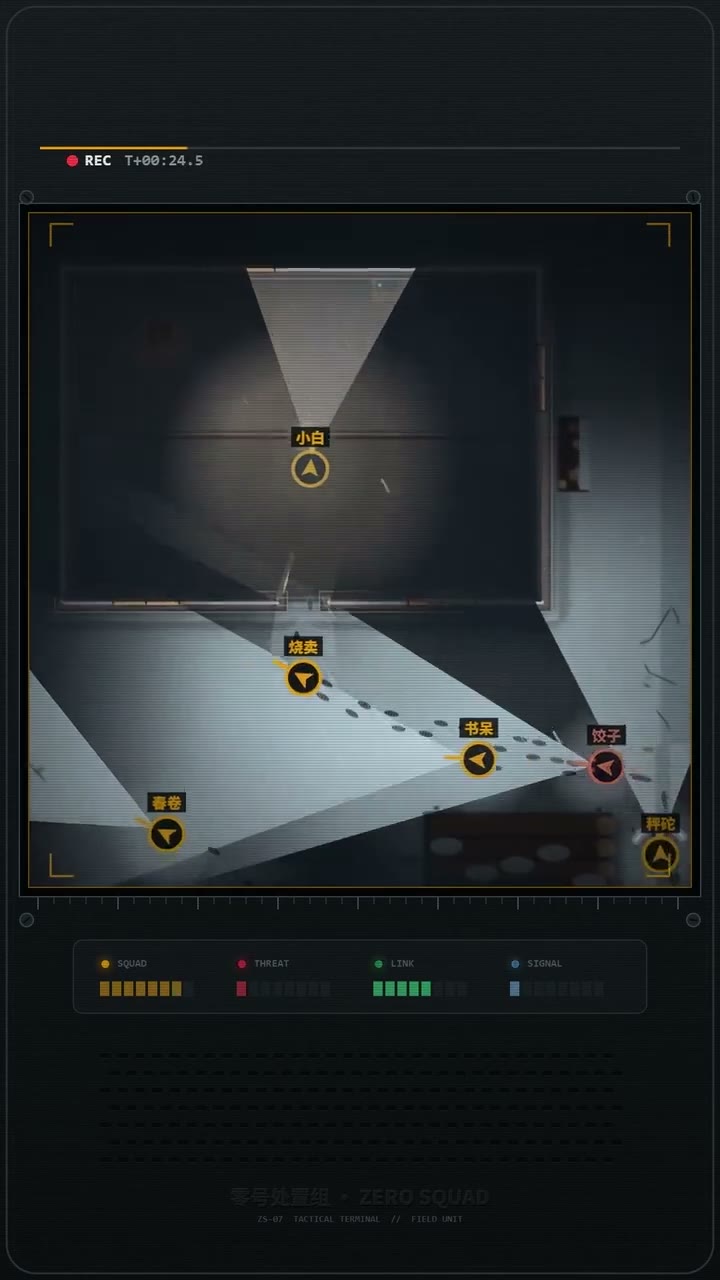 REC T+00:24.5
小白
烧卖
书呆
饺子
春卷
秤砣
SQUAD THREAT LINK SIGNAL
零号处置组 · ZERO SQUAD
ZS-07 TACTICAL TERMINAL // FIELD UNIT